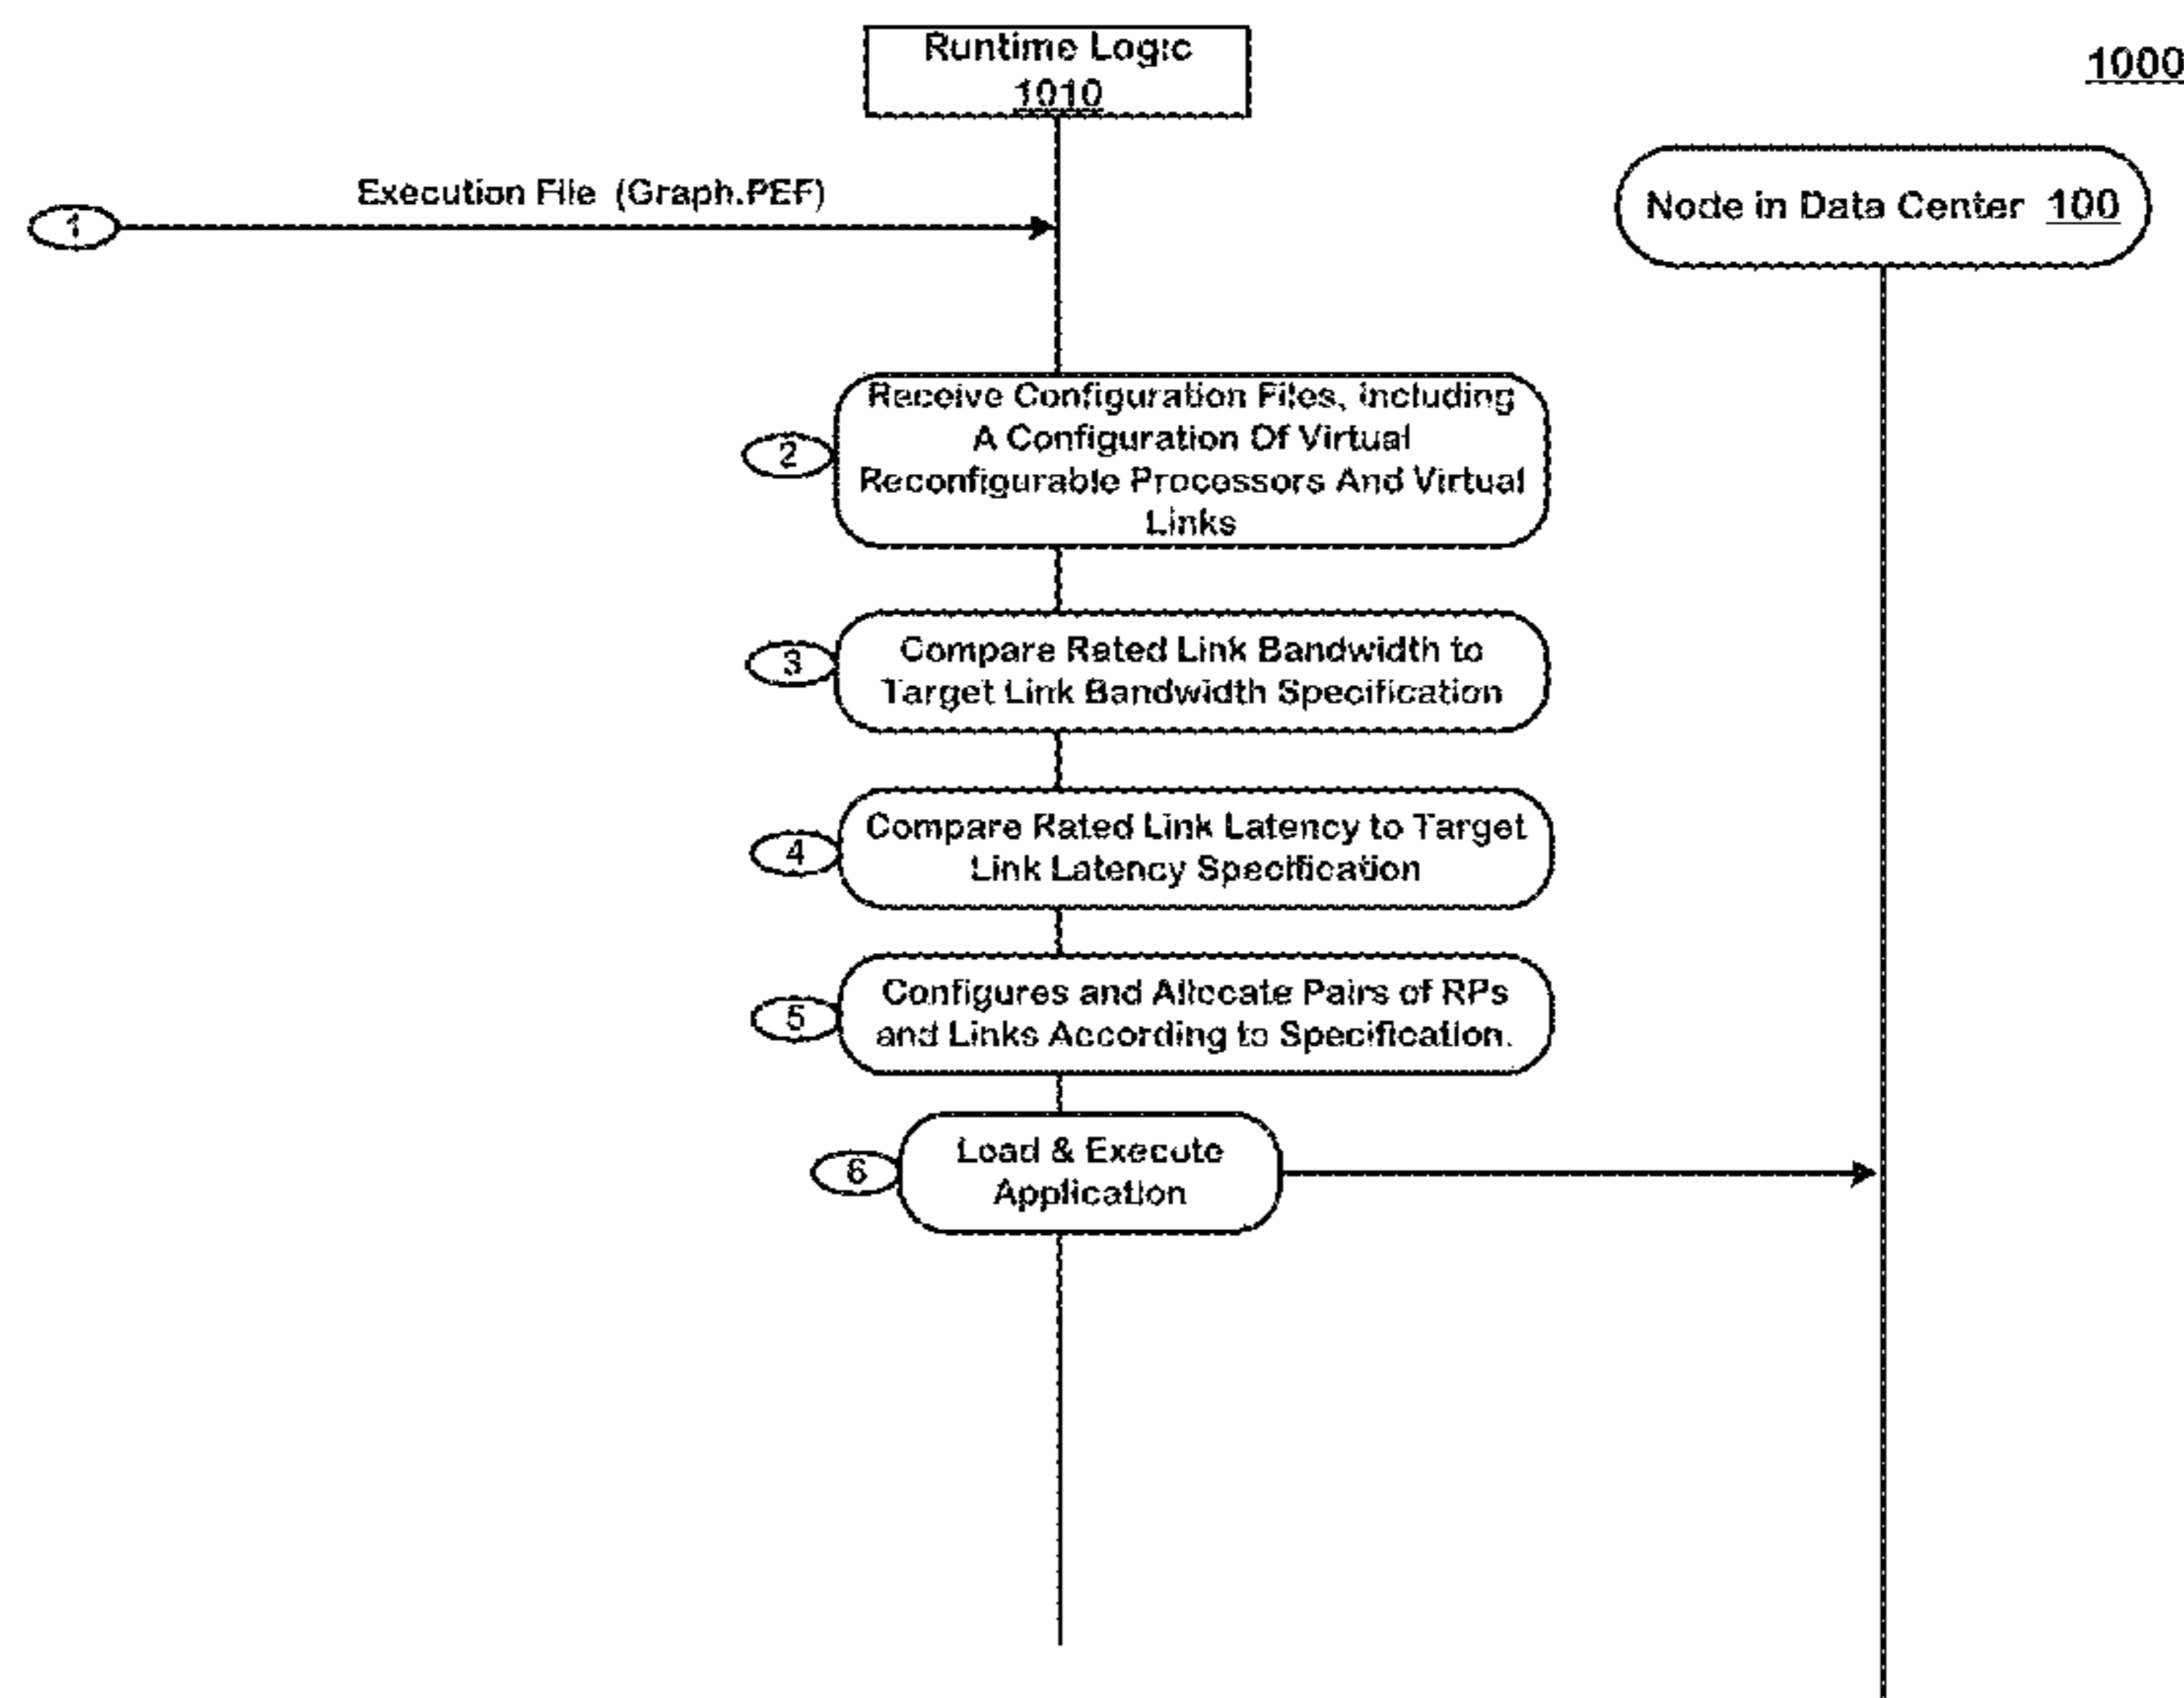 Runtime Logic
1010
1000
Execution File (Graph.PEF)
1
Node in Data Center 100
Receive Configuration Files, including
A Configuration Of Virtual
Reconfigurable Processors And Virtual
Links
2
Compare Rated Link Bandwidth to
Target Link Bandwidth Specification
3
Compare Rated Link Latency to Target
Link Latency Specification
4
Configures and Allocate Pairs of RPs
and Links According to Specification.
5
Load & Execute
Application
6